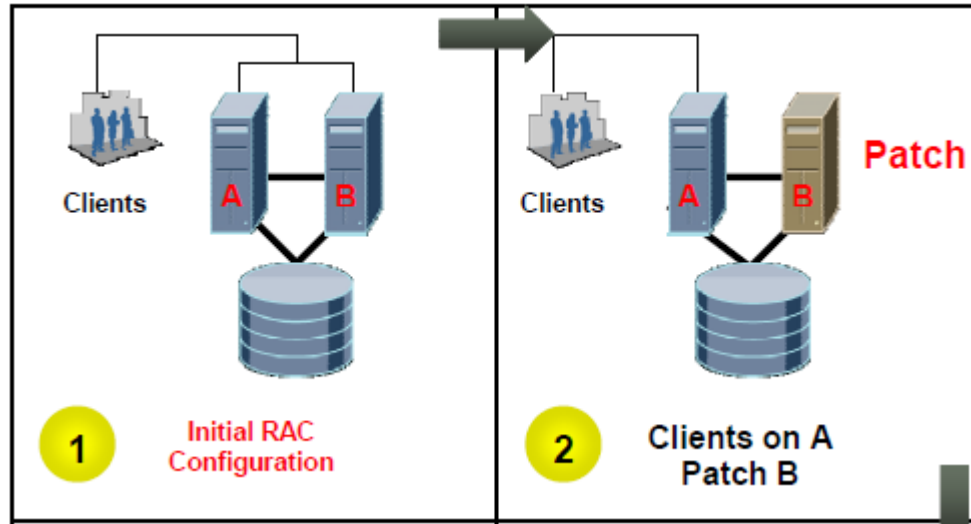 Clients
A
B
1
Initial RAC
Configuration
Clients
A
B
Patch
2
Clients on A
Patch B